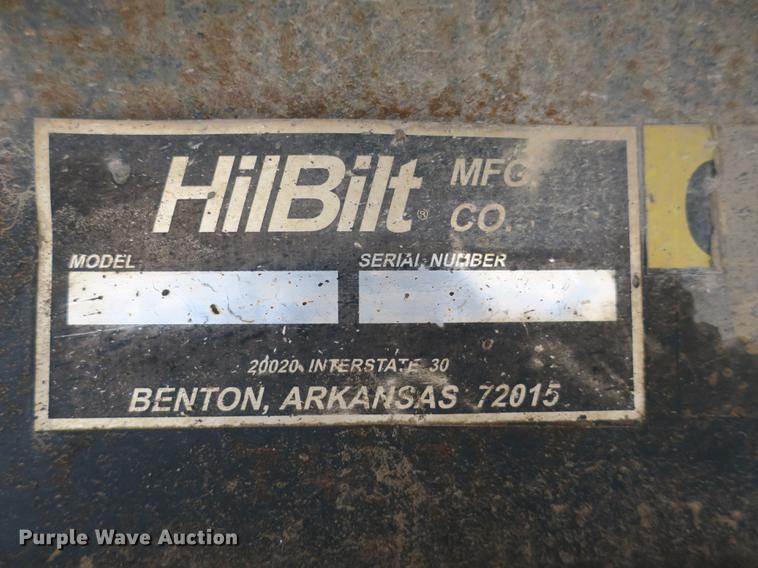 HilBilt® MFG.
CO.
MODEL SERIAL NUMBER
20020 INTERSTATE 30
BENTON, ARKANSAS 72015
Purple Wave Auction